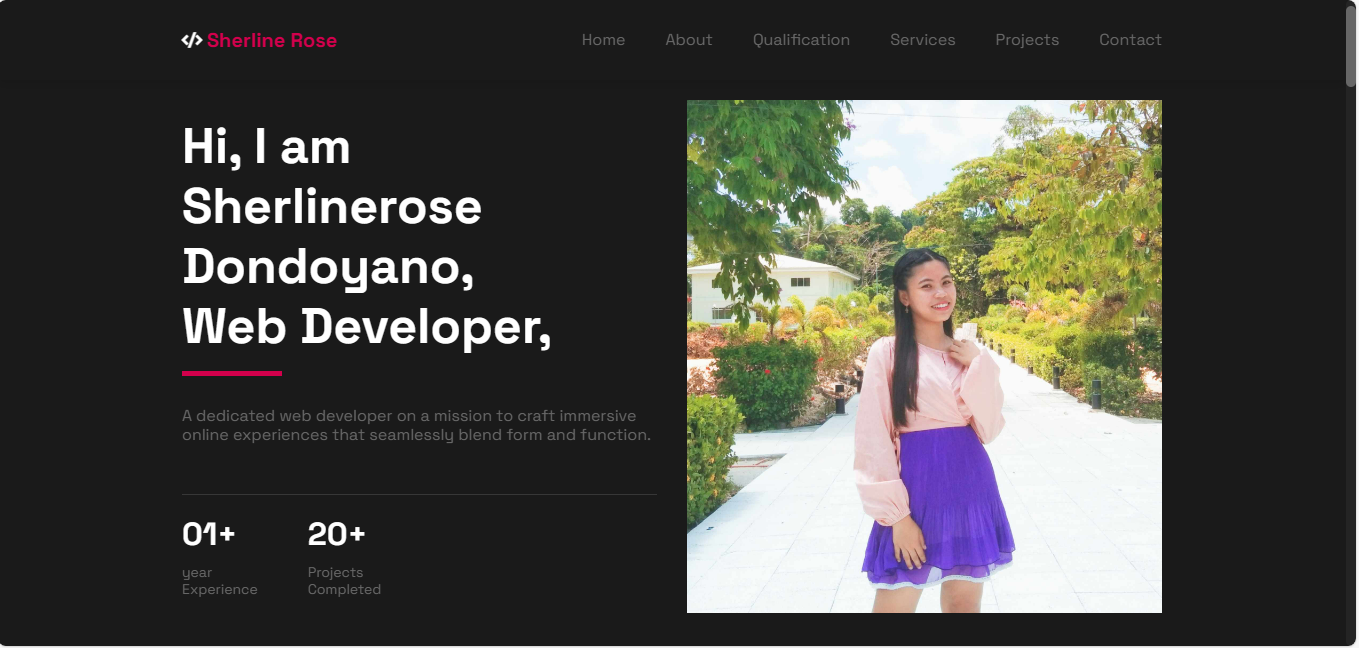 Sherline Rose
Home About Qualification Services Projects Contact
Hi, I am
Sherlinerose
Dondoyano,
Web Developer,
A dedicated web developer on a mission to craft immersive
online experiences that seamlessly blend form and function.
01+
year
Experience
20+
Projects
Completed